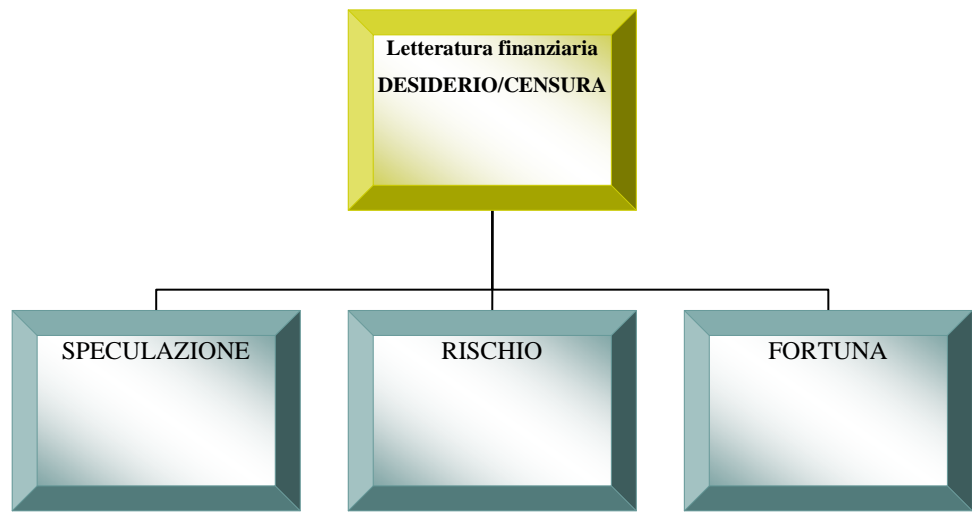 Letteratura finanziaria
DESIDERIO/CENSURA
SPECULAZIONE
RISCHIO
FORTUNA